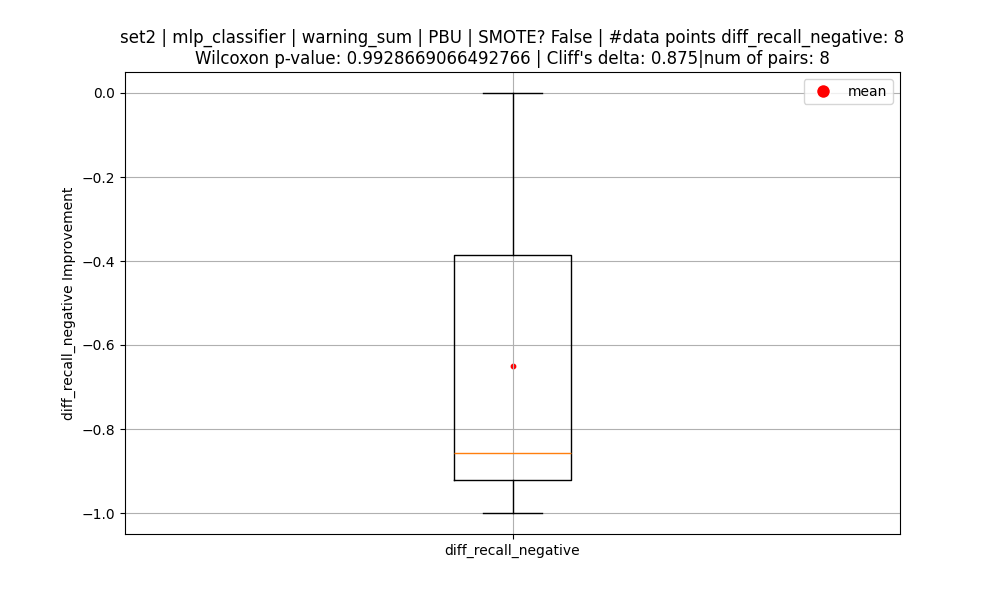 set2 | mlp_classifier | warning_sum | PBU | SMOTE? False | #data points diff_recall_negative: 8
Wilcoxon p-value: 0.9928669066492766 | Cliff's delta: 0.875|num of pairs: 8
mean
0.0
−0.2
−0.4
−0.6
−0.8
−1.0
diff_recall_negative Improvement
diff_recall_negative